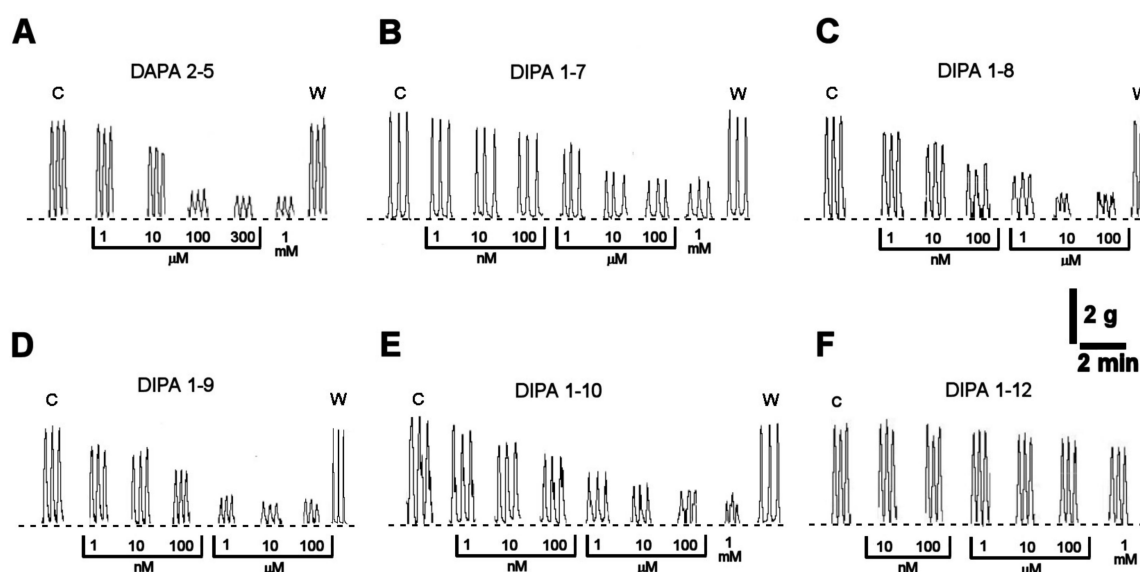 A
DAPA 2-5
C
W
1 10 100 300 1
µM mM
B
DIPA 1-7
C
W
1 10 100 1 10 100 1
nM µM mM
C
DIPA 1-8
C
W
1 10 100 1 10 100
nM µM
2 g
2 min
D
DIPA 1-9
C
W
1 10 100 1 10 100
nM µM
E
DIPA 1-10
C
W
1 10 100 1 10 100 1
nM µM mM
F
DIPA 1-12
C
10 100 1 10 100 1
nM µM mM